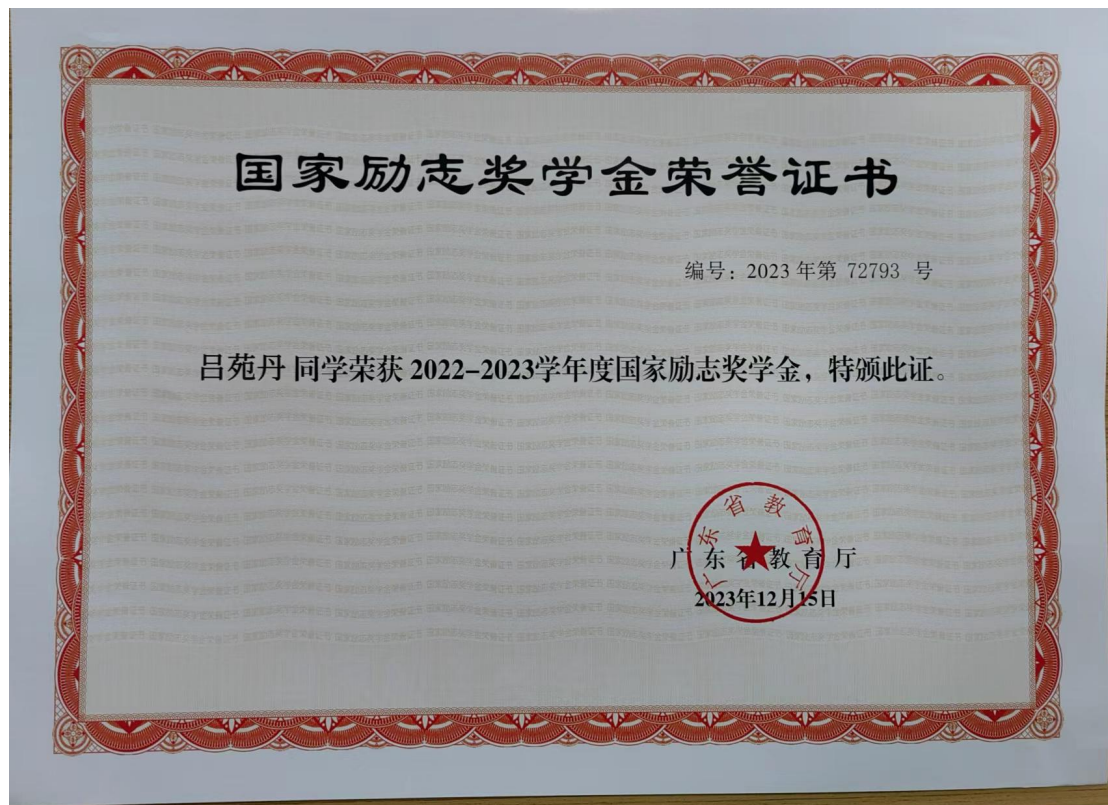 国家励志奖学金荣誉证书
编号：2023 年第 72793 号
吕苑丹 同学荣获 2022-2023学年度国家励志奖学金，特颁此证。
广东省教育厅
广东省教育厅
2023年12月15日